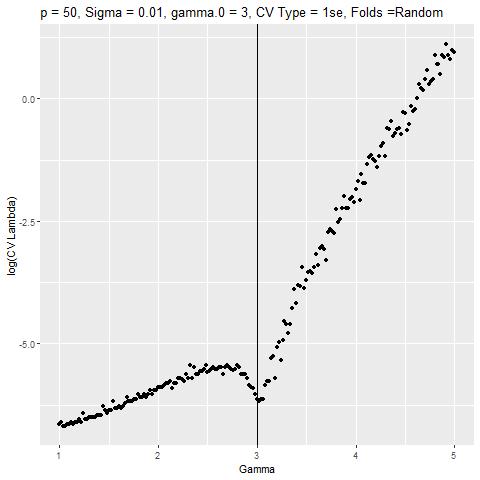 p = 50, Sigma = 0.01, gamma.0 = 3, CV Type = 1se, Folds =Random
log(CV Lambda)
0.0
-2.5
-5.0
1 2 3 4 5
Gamma